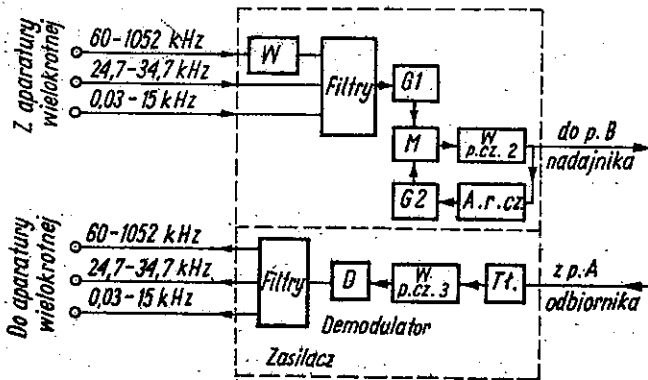 Z aparatury
wielokrotnej
60-1052 kHz
24,7-34,7 kHz
0,03-15 kHz
W
Filtry
G1
M
W
p.cz. 2
G2
A.r.cz.
do p. B
nadajnika
Do aparatury
wielokrotnej
60-1052 kHz
24,7-34,7 kHz
0,03-15 kHz
Filtry
D
W.
p.cz. 3
Tł.
z p. A
odbiornika
Demodulator
Zasilacz